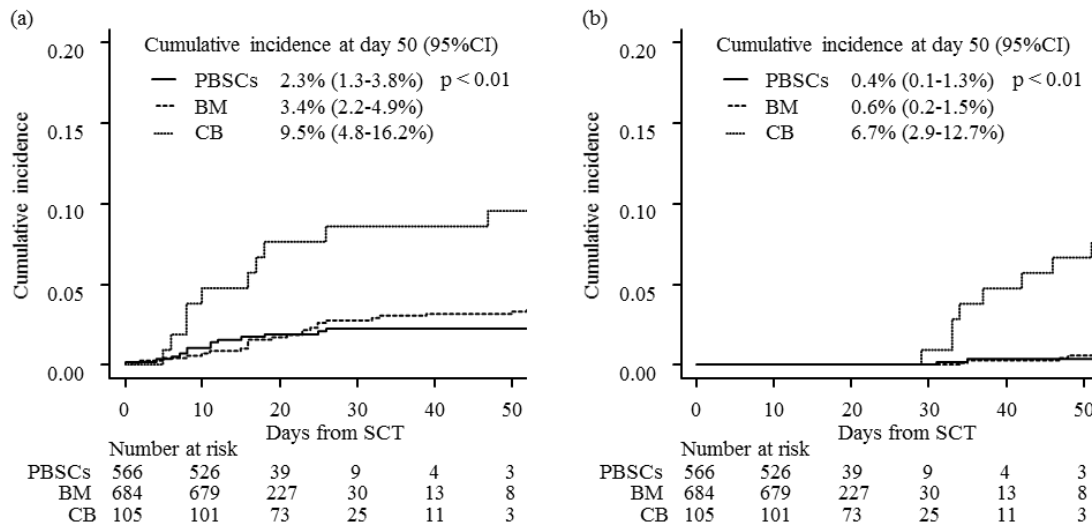 (a)
Cumulative incidence at day 50 (95%CI)
PBSCs 2.3% (1.3-3.8%) p < 0.01
BM 3.4% (2.2-4.9%)
CB 9.5% (4.8-16.2%)
Cumulative incidence
0.20
0.15
0.10
0.05
0.00
0 10 20 30 40 50
Days from SCT
Number at risk
PBSCs 566 526 39 9 4 3
BM 684 679 227 30 13 8
CB 105 101 73 25 11 3
(b)
Cumulative incidence at day 50 (95%CI)
PBSCs 0.4% (0.1-1.3%) p < 0.01
BM 0.6% (0.2-1.5%)
CB 6.7% (2.9-12.7%)
Cumulative incidence
0.20
0.15
0.10
0.05
0.00
0 10 20 30 40 50
Days from SCT
Number at risk
PBSCs 566 526 39 9 4 3
BM 684 679 227 30 13 8
CB 105 101 73 25 11 3